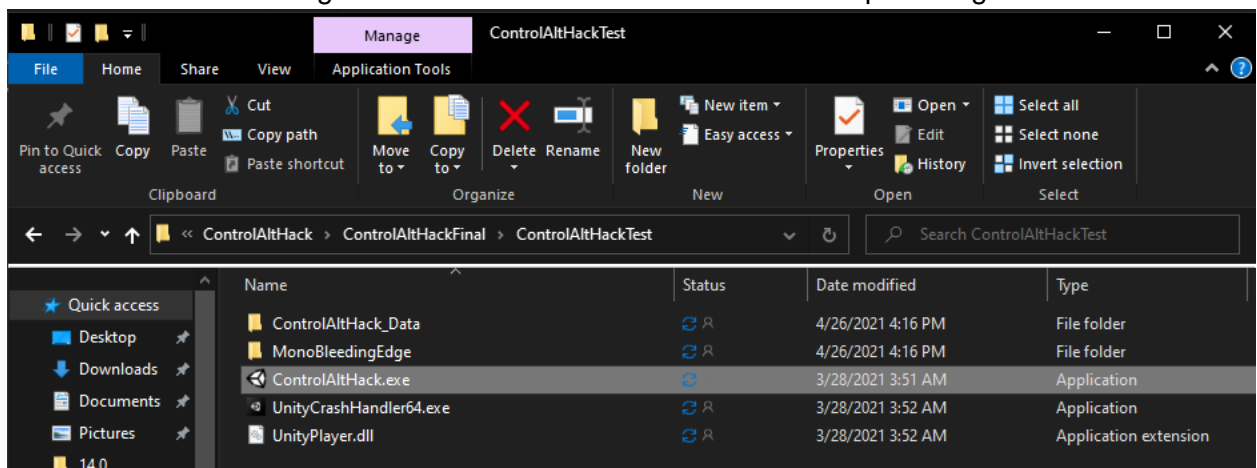 Manage ControlAltHackTest
File Home Share View Application Tools
Pin to Quick access
Copy
Paste
Cut
Copy path
Paste shortcut
Clipboard
Move to
Copy to
Delete
Rename
Organize
New folder
New item
Easy access
New
Properties
Open
Edit
History
Open
Select all
Select none
Invert selection
Select
« ControlAltHack > ControlAltHackFinal > ControlAltHackTest
Search ControlAltHackTest
Quick access
Desktop
Downloads
Documents
Pictures
14.0
Name Status Date modified Type
ControlAltHack_Data 4/26/2021 4:16 PM File folder
MonoBleedingEdge 4/26/2021 4:16 PM File folder
ControlAltHack.exe 3/28/2021 3:51 AM Application
UnityCrashHandler64.exe 3/28/2021 3:52 AM Application
UnityPlayer.dll 3/28/2021 3:52 AM Application extension